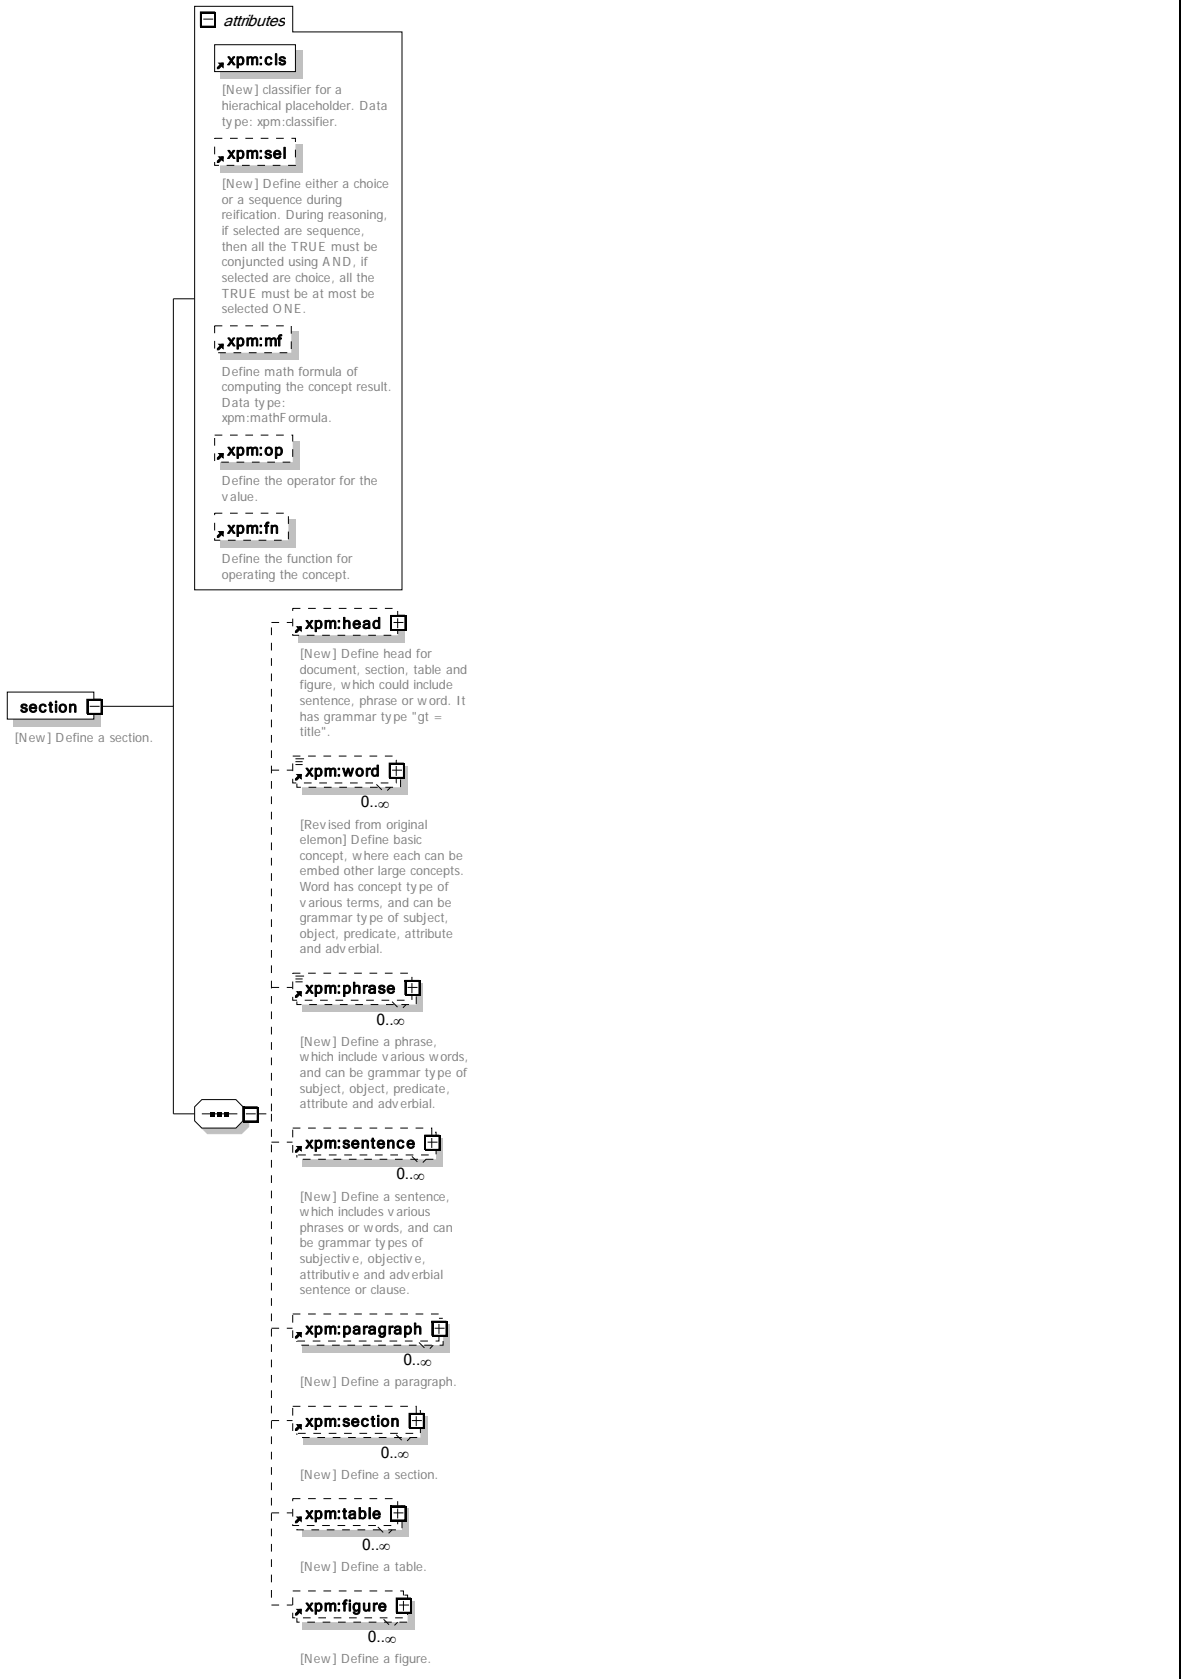 attributes
xpm:cls
[New] classifier for a
hierachical placeholder. Data
type: xpm:classifier.
xpm:sel
[New] Define either a choice
or a sequence during
reification. During reasoning,
if selected are sequence,
then all the TRUE must be
conjuncted using AND, if
selected are choice, all the
TRUE must be at most be
selected ONE.
xpm:mf
Define math formula of
computing the concept result.
Data type:
xpm:mathFormula.
xpm:op
Define the operator for the
value.
xpm:fn
Define the function for
operating the concept.
section
[New] Define a section.
xpm:head
[New] Define head for
document, section, table and
figure, which could include
sentence, phrase or word. It
has grammar type "gt =
title".
xpm:word
0..∞
[Revised from original
elemon] Define basic
concept, where each can be
embed other large concepts.
Word has concept type of
various terms, and can be
grammar type of subject,
object, predicate, attribute
and adverbial.
xpm:phrase
0..∞
[New] Define a phrase,
which include various words,
and can be grammar type of
subject, object, predicate,
attribute and adverbial.
xpm:sentence
0..∞
[New] Define a sentence,
which includes various
phrases or words, and can
be grammar types of
subjective, objective,
attributive and adverbial
sentence or clause.
xpm:paragraph
0..∞
[New] Define a paragraph.
xpm:section
0..∞
[New] Define a section.
xpm:table
0..∞
[New] Define a table.
xpm:figure
0..∞
[New] Define a figure.